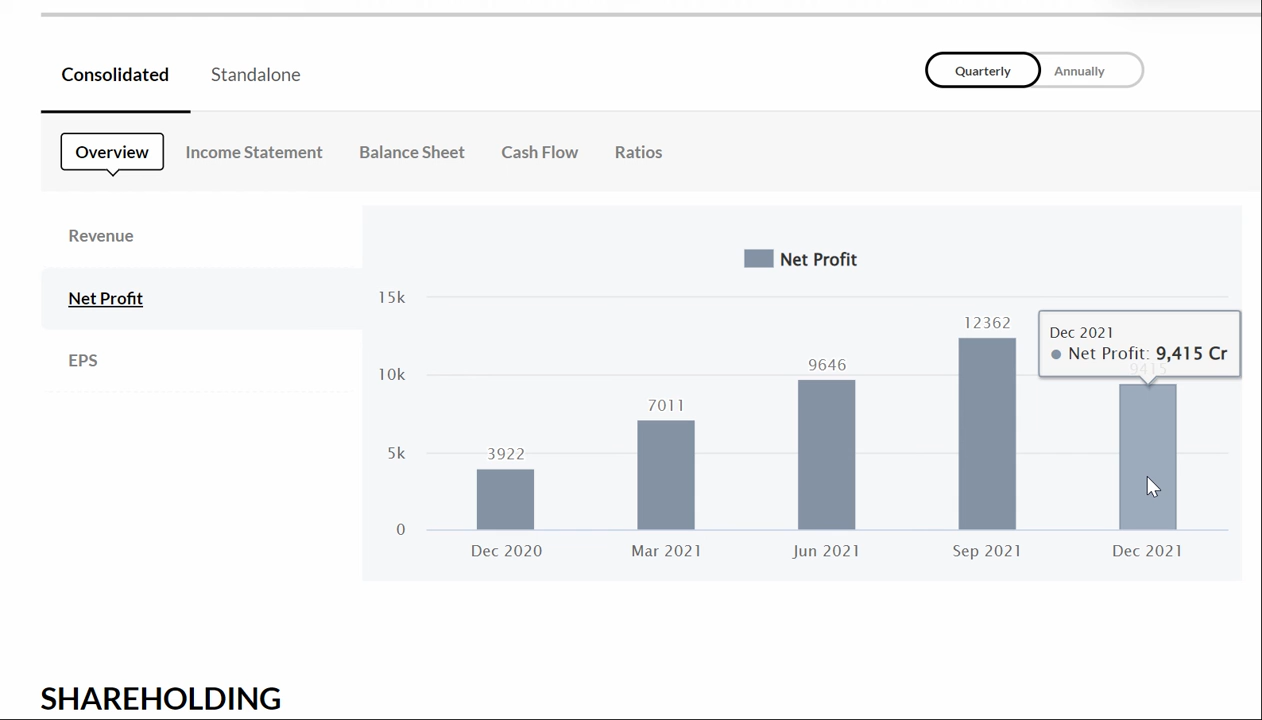 Consolidated Standalone Quarterly Annually
Overview Income Statement Balance Sheet Cash Flow Ratios
Revenue
Net Profit
EPS
Net Profit
15k
10k
5k
0
3922
7011
9646
12362
9415
Dec 2021
Net Profit: 9,415 Cr
Dec 2020 Mar 2021 Jun 2021 Sep 2021 Dec 2021
SHAREHOLDING